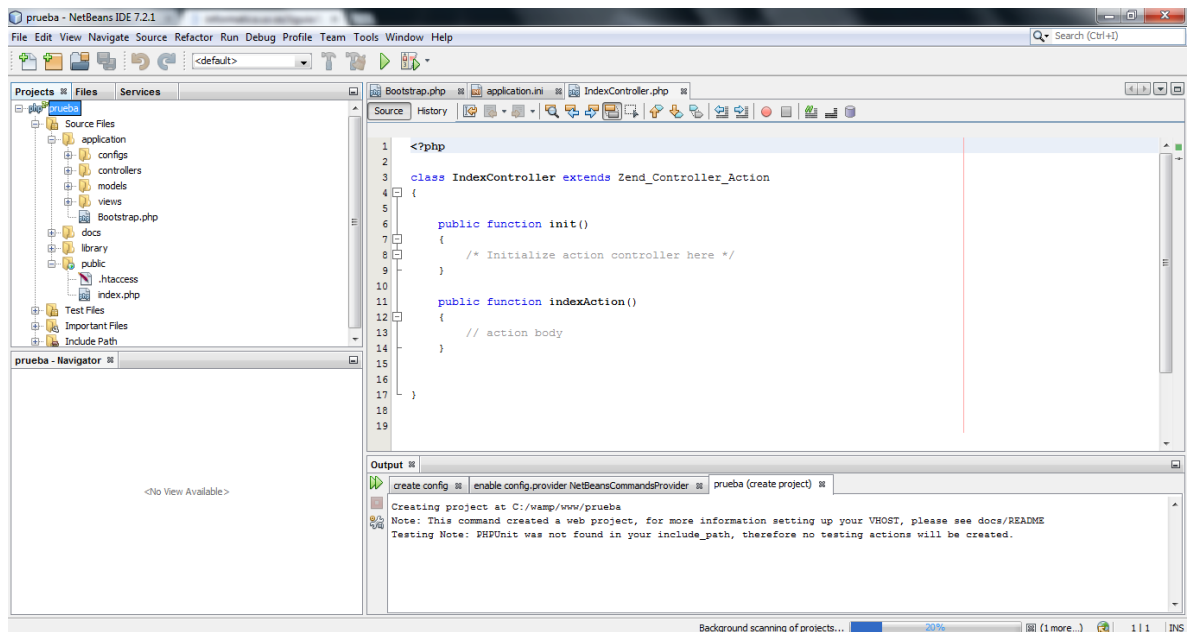 prueba - NetBeans IDE 7.2.1
File Edit View Navigate Source Refactor Run Debug Profile Team Tools Window Help
Search (Ctrl+I)
<default>
Projects Files Services
prueba
Source Files
application
configs
controllers
models
views
Bootstrap.php
docs
library
public
.htaccess
index.php
Test Files
Important Files
Include Path
prueba - Navigator
<No View Available>
Bootstrap.php application.ini IndexController.php
Source History
1 <?php
2
3 class IndexController extends Zend_Controller_Action
4 {
5
6 public function init()
7 {
8 /* Initialize action controller here */
9 }
10
11 public function indexAction()
12 {
13 // action body
14 }
15
16
17 }
18
19
Output
create config enable config.provider NetBeansCommandsProvider prueba (create project)
Creating project at C:/wamp/www/prueba
Note: This command created a web project, for more information setting up your VHOST, please see docs/README
Testing Note: PHPUnit was not found in your include_path, therefore no testing actions will be created.
Background scanning of projects... 20% (1 more...) 1 | 1 INS